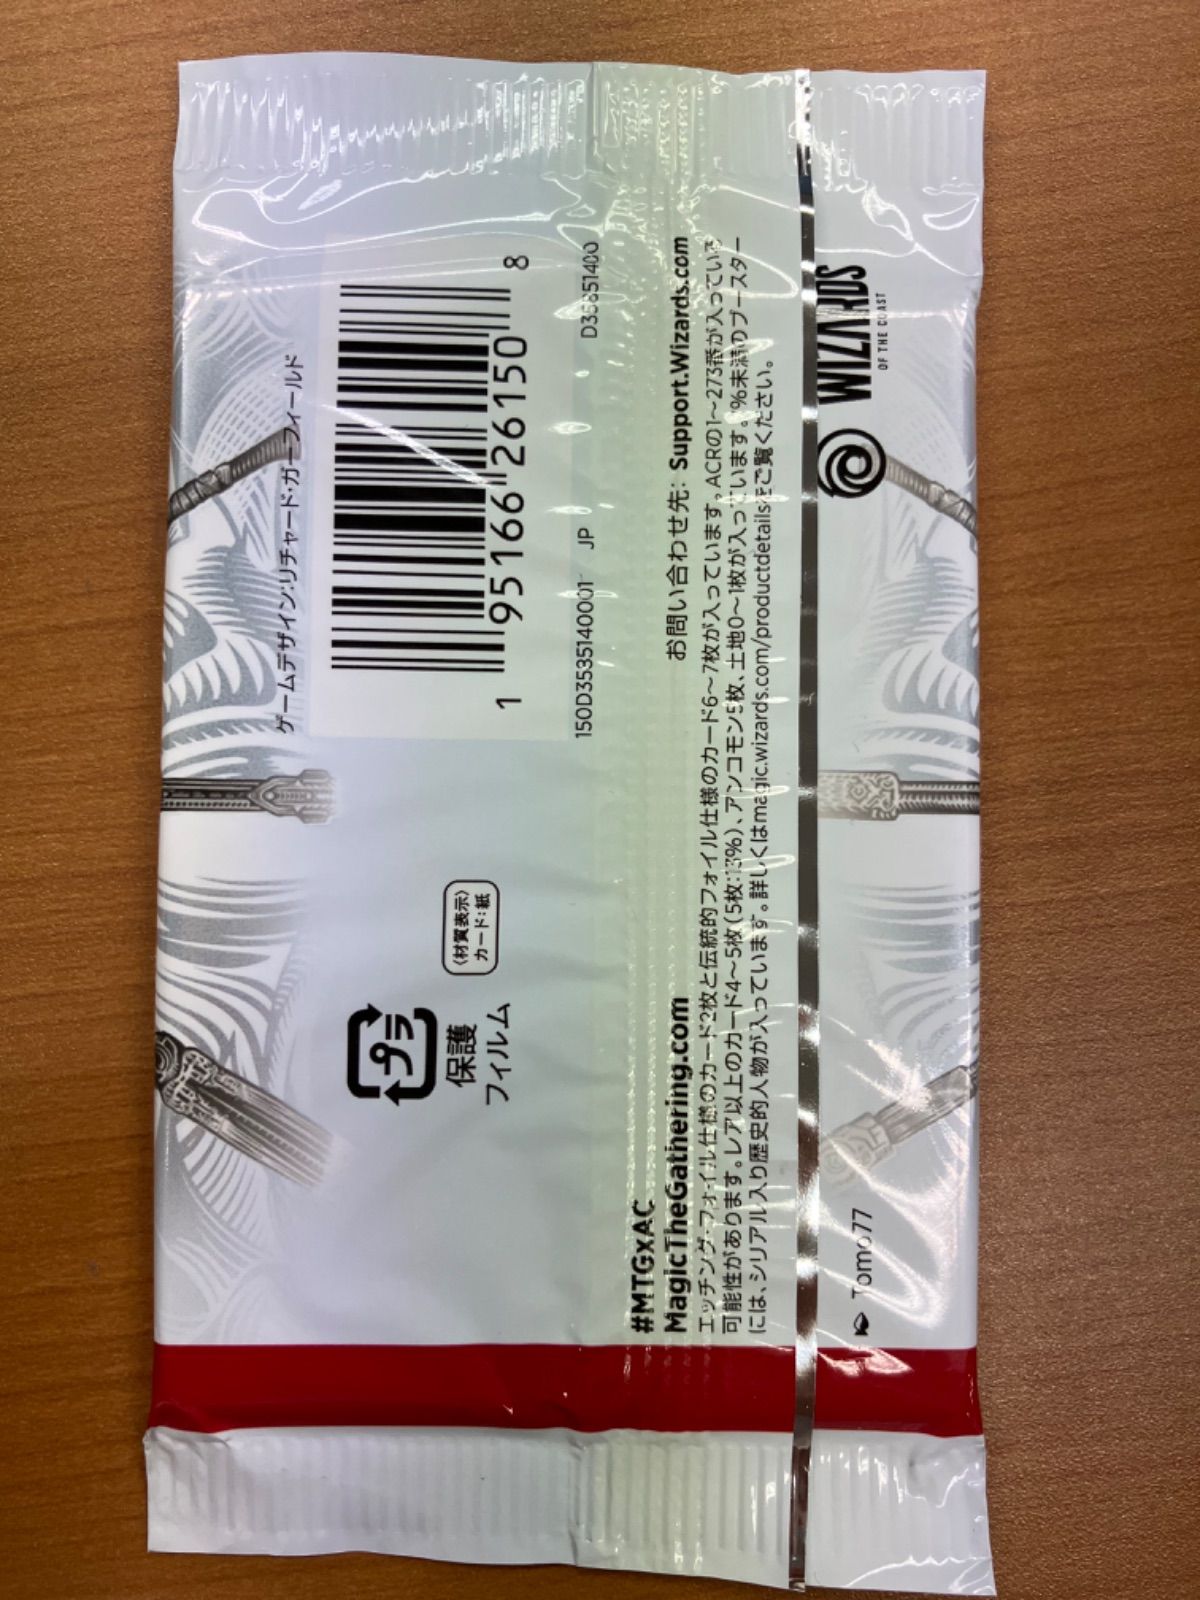 ゲームデザイン:リチャード・ガーフィールド
1 95166 26150 8
150D3535140001 JP
〈材質表示〉
カード:紙
プラ
保護
フィルム
#MTGxAC
MagicTheGathering.com お問い合わせ先: Support.Wizards.com
エッチング・フォイル仕様のカード2枚と伝統的フォイル仕様のカード6〜7枚が入っています。ACRの1〜273番が入っている
可能性があります。レア以上のカード4〜5枚(5枚:13%)、アンコモン5枚、土地0〜1枚が入っています。%未満のブースター
には、シリアル入り歴史的人物が入っています。詳しくはmagic.wizards.com/productdetailsをご覧ください。
Tomo77
WIZARDS
OF THE COAST